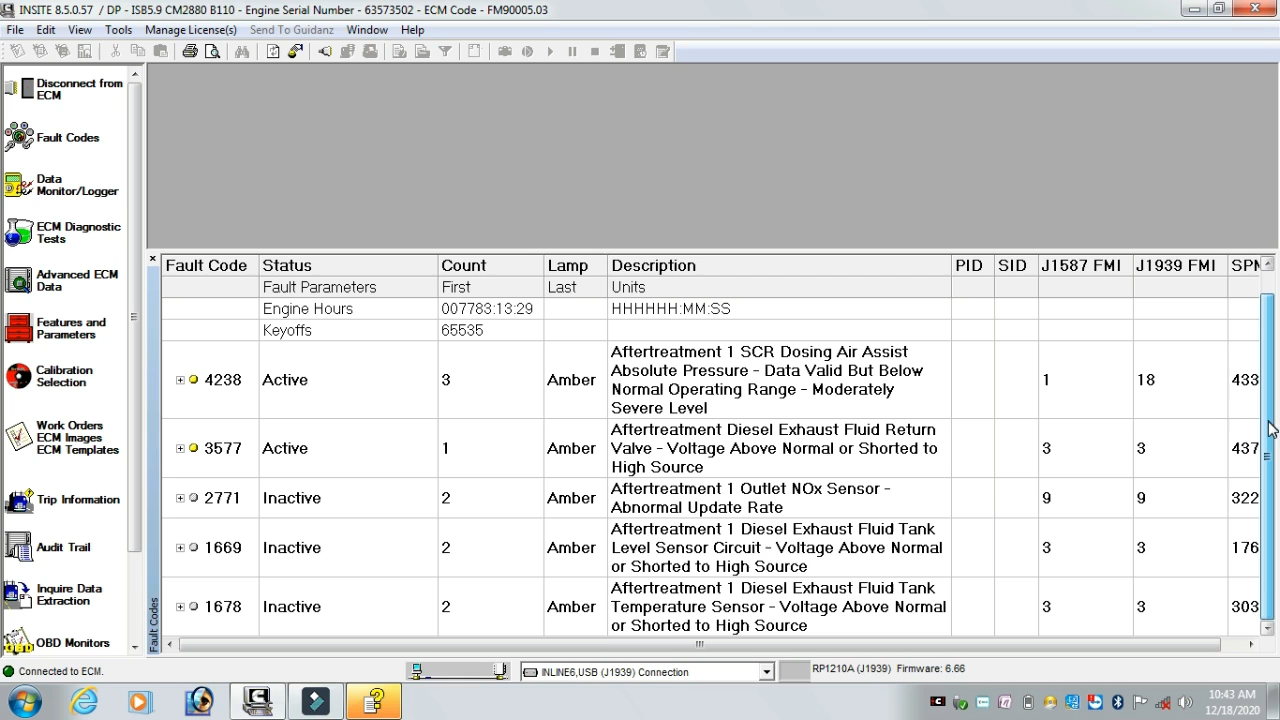 INSITE 8.5.0.57 / DP - ISB5.9 CM2880 B110 - Engine Serial Number - 63573502 - ECM Code - FM90005.03
File Edit View Tools Manage License(s) Send To Guidanz Window Help
Disconnect from
ECM
Fault Codes
Data
Monitor/Logger
ECM Diagnostic
Tests
Advanced ECM
Data
Features and
Parameters
Calibration
Selection
Work Orders
ECM Images
ECM Templates
Trip Information
Audit Trail
Inquire Data
Extraction
OBD Monitors
Fault Codes
Fault Code Status Count Lamp Description PID SID J1587 FMI J1939 FMI SPN
Fault Parameters First Last Units
Engine Hours 007783:13:29 HHHHHH:MM:SS
Keyoffs 65535
4238 Active 3 Amber Aftertreatment 1 SCR Dosing Air Assist
Absolute Pressure - Data Valid But Below
Normal Operating Range - Moderately
Severe Level 1 18 433
3577 Active 1 Amber Aftertreatment Diesel Exhaust Fluid Return
Valve - Voltage Above Normal or Shorted to
High Source 3 3 437
2771 Inactive 2 Amber Aftertreatment 1 Outlet NOx Sensor -
Abnormal Update Rate 9 9 322
1669 Inactive 2 Amber Aftertreatment 1 Diesel Exhaust Fluid Tank
Level Sensor Circuit - Voltage Above Normal
or Shorted to High Source 3 3 176
1678 Inactive 2 Amber Aftertreatment 1 Diesel Exhaust Fluid Tank
Temperature Sensor - Voltage Above Normal
or Shorted to High Source 3 3 303
Connected to ECM.
INLINE6,USB (J1939) Connection
RP1210A (J1939) Firmware: 6.66
10:43 AM
12/18/2020